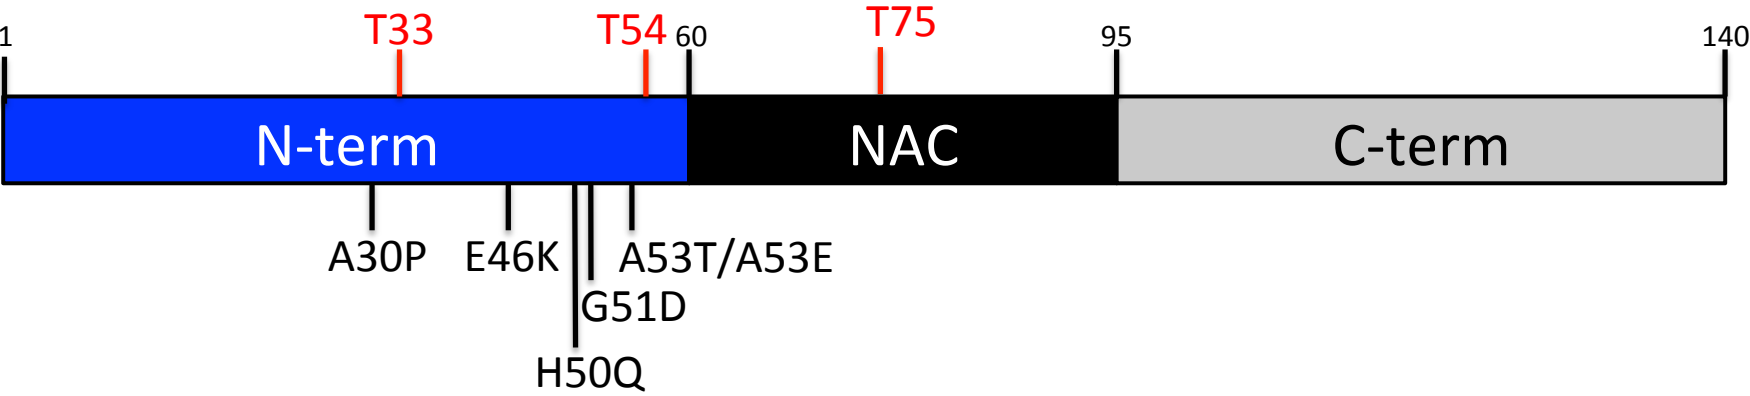 1 T33 T54 60 T75 95 140
N-term NAC C-term
A30P E46K A53T/A53E
G51D
H50Q